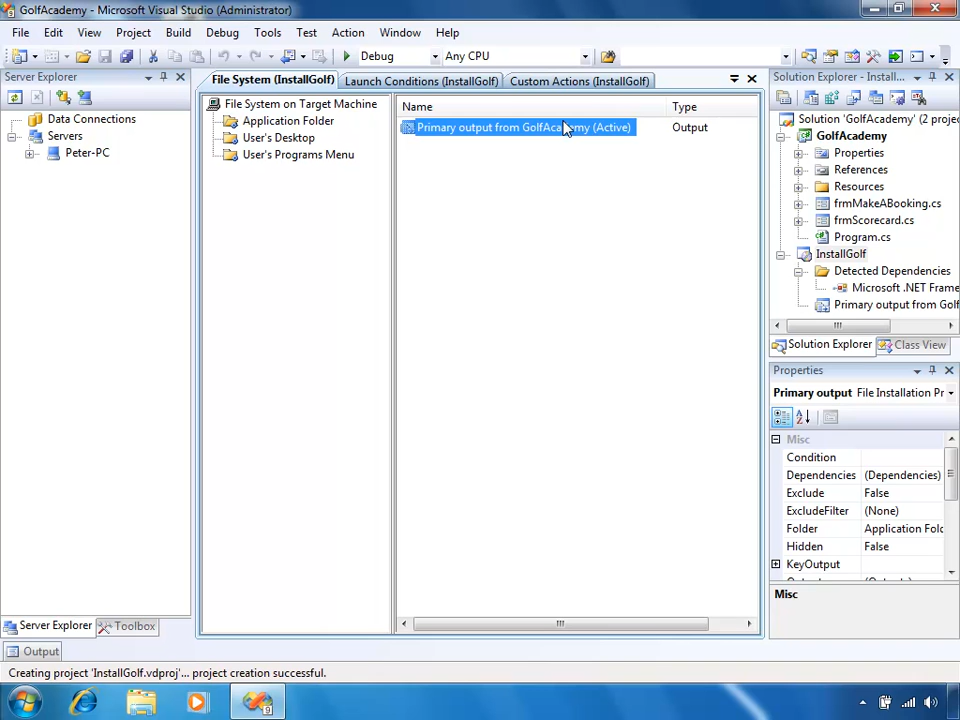 GolfAcademy - Microsoft Visual Studio (Administrator)
File Edit View Project Build Debug Tools Test Action Window Help
Debug Any CPU
Server Explorer
Data Connections
Servers
Peter-PC
Server Explorer Toolbox
Output
File System (InstallGolf) Launch Conditions (InstallGolf) Custom Actions (InstallGolf)
File System on Target Machine
Application Folder
User's Desktop
User's Programs Menu
Name Type
Primary output from GolfAcademy (Active) Output
Solution Explorer - Install...
Solution 'GolfAcademy' (2 proje
GolfAcademy
Properties
References
Resources
frmMakeABooking.cs
frmScorecard.cs
Program.cs
InstallGolf
Detected Dependencies
Microsoft .NET Frame
Primary output from Golf
Solution Explorer Class View
Properties
Primary output File Installation Pr
Misc
Condition
Dependencies (Dependencies)
Exclude False
ExcludeFilter (None)
Folder Application Fold
Hidden False
KeyOutput
Misc
Creating project 'InstallGolf.vdproj'... project creation successful.
9